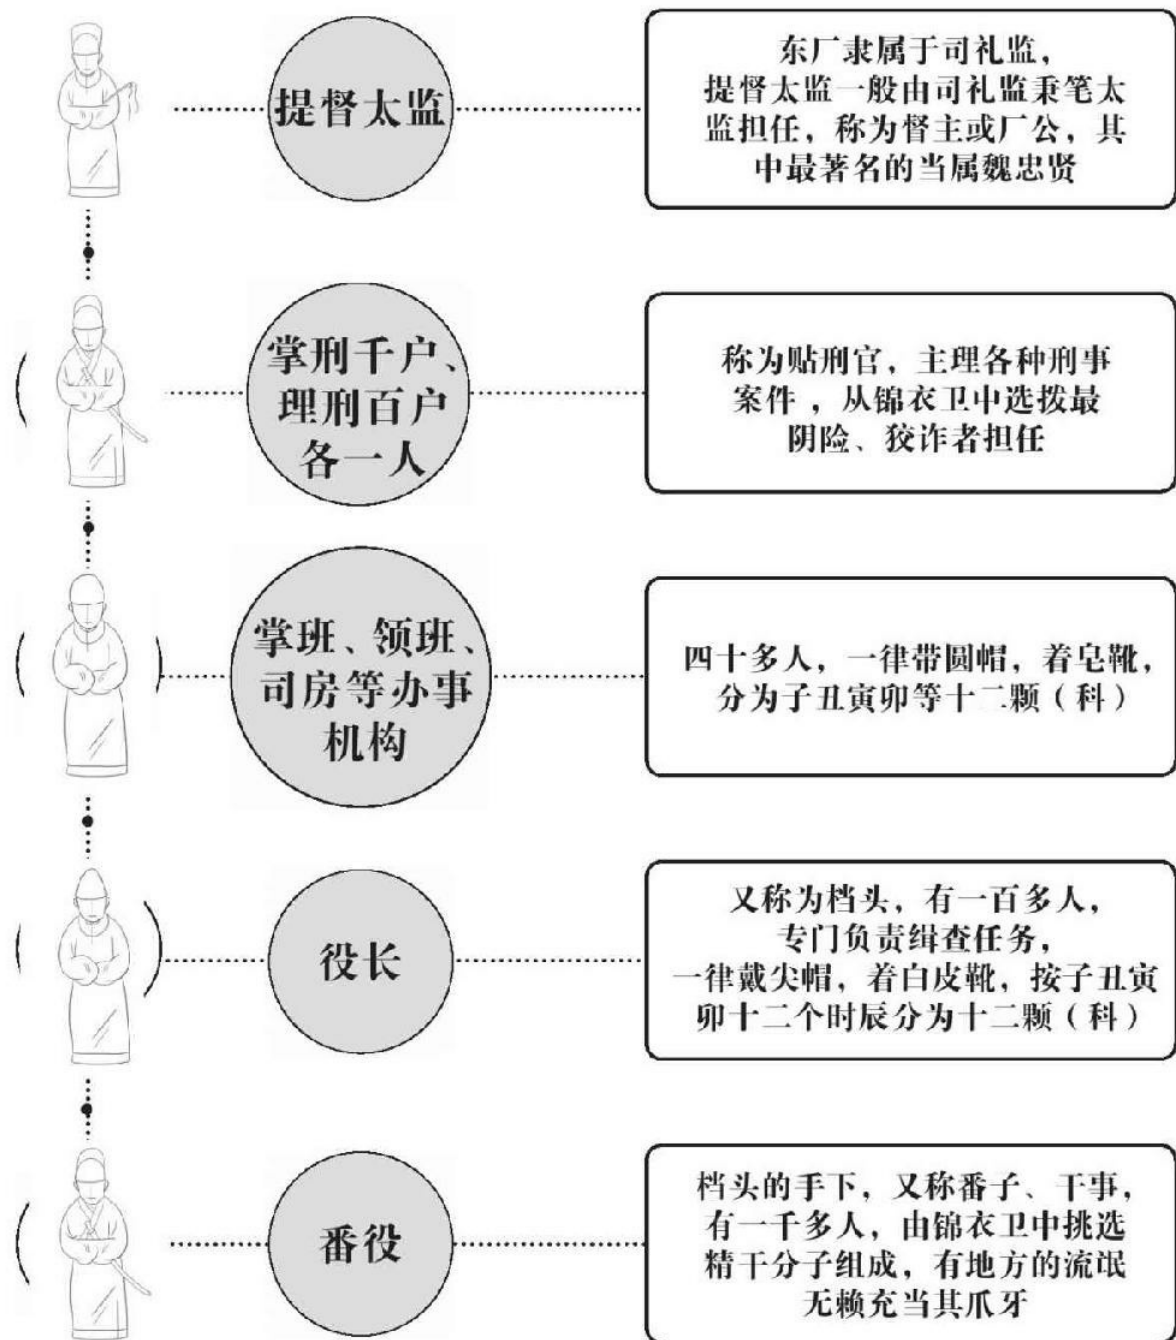 提督太监
东厂隶属于司礼监，
提督太监一般由司礼监秉笔太
监担任，称为督主或厂公，其
中最著名的当属魏忠贤
掌刑千户、
理刑百户
各一人
称为贴刑官，主理各种刑事
案件，从锦衣卫中选拨最
阴险、狡诈者担任
掌班、领班、
司房等办事
机构
四十多人，一律带圆帽，着皂靴，
分为子丑寅卯等十二颗（科）
役长
又称为档头，有一百多人，
专门负责缉查任务，
一律戴尖帽，着白皮靴，按子丑寅
卯十二个时辰分为十二颗（科）
番役
档头的手下，又称番子、干事，
有一千多人，由锦衣卫中挑选
精干分子组成，有地方的流氓
无赖充当其爪牙